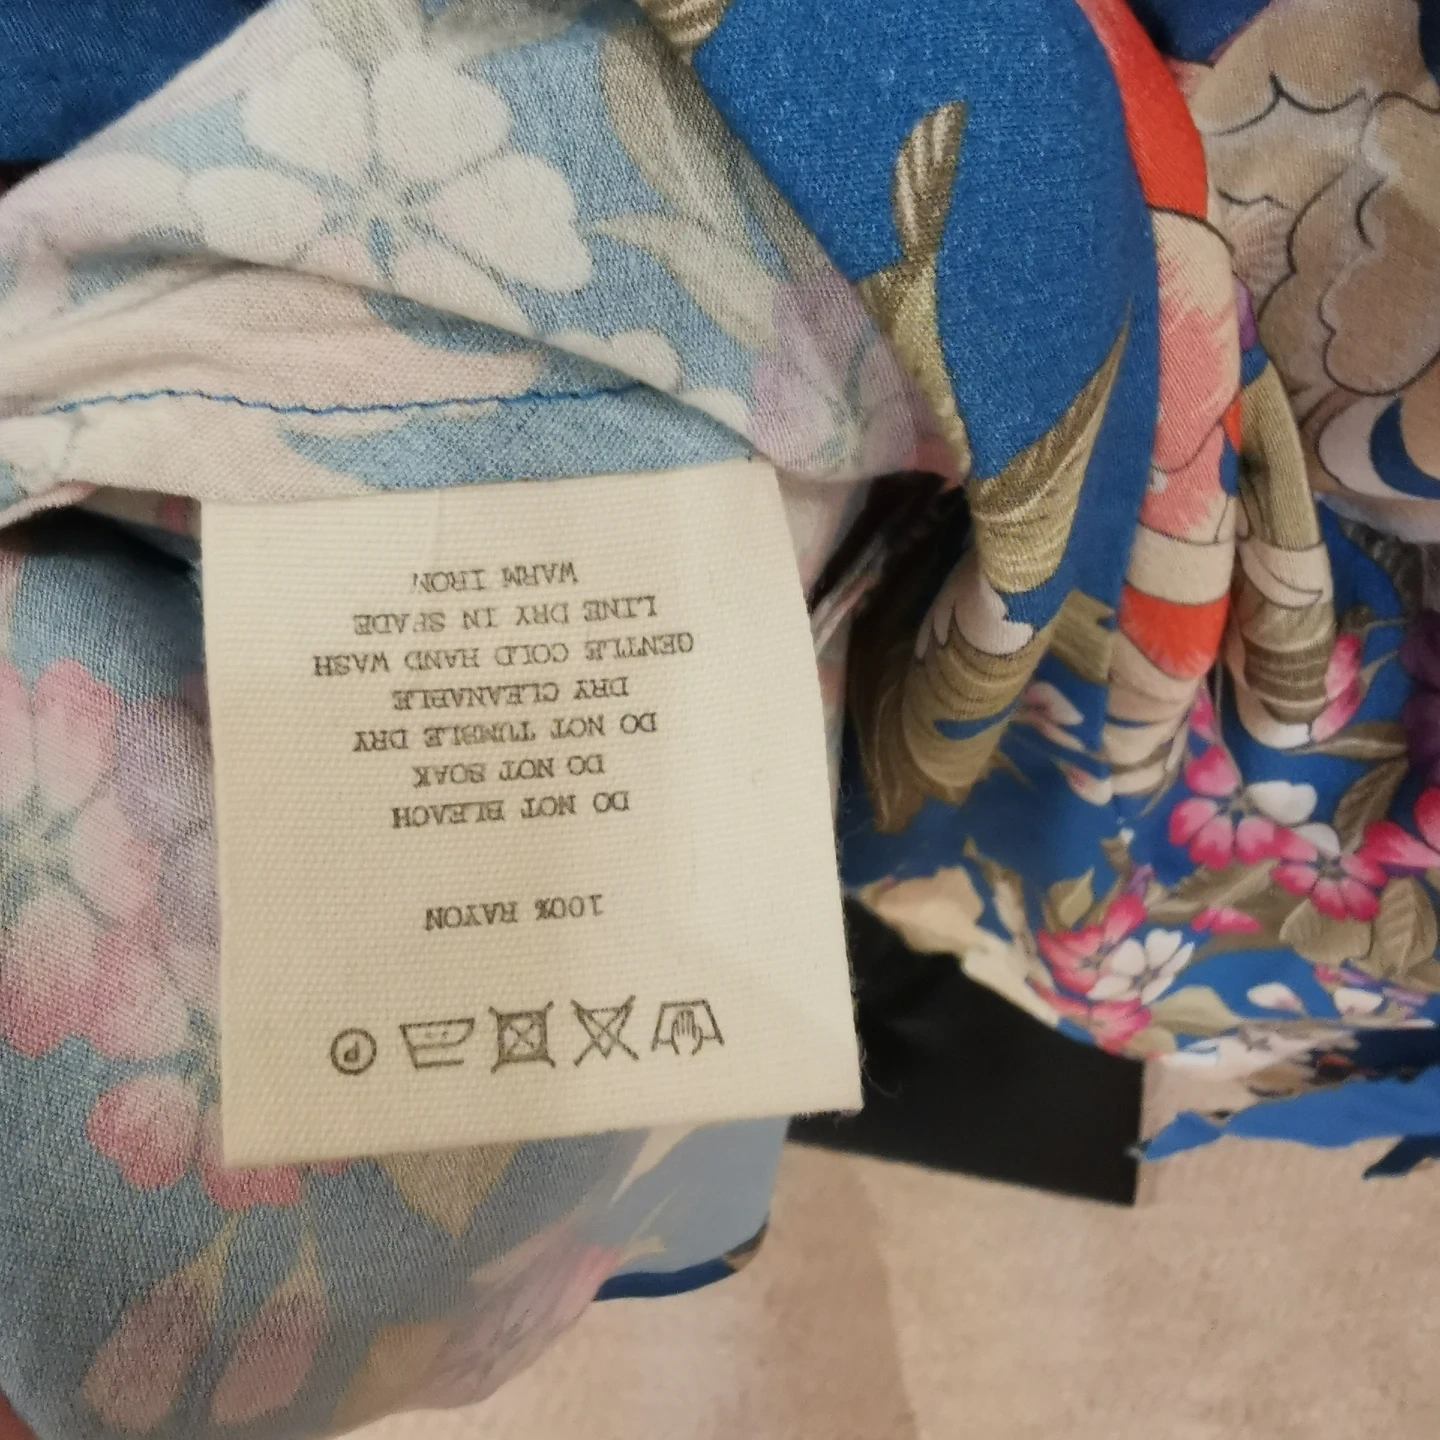 100% RAYON
DO NOT BLEACH
DO NOT SOAK
DO NOT TUMBLE DRY
DRY CLEANABLE
GENTLE COLD HAND WASH
LINE DRY IN SHADE
WARM IRON
P